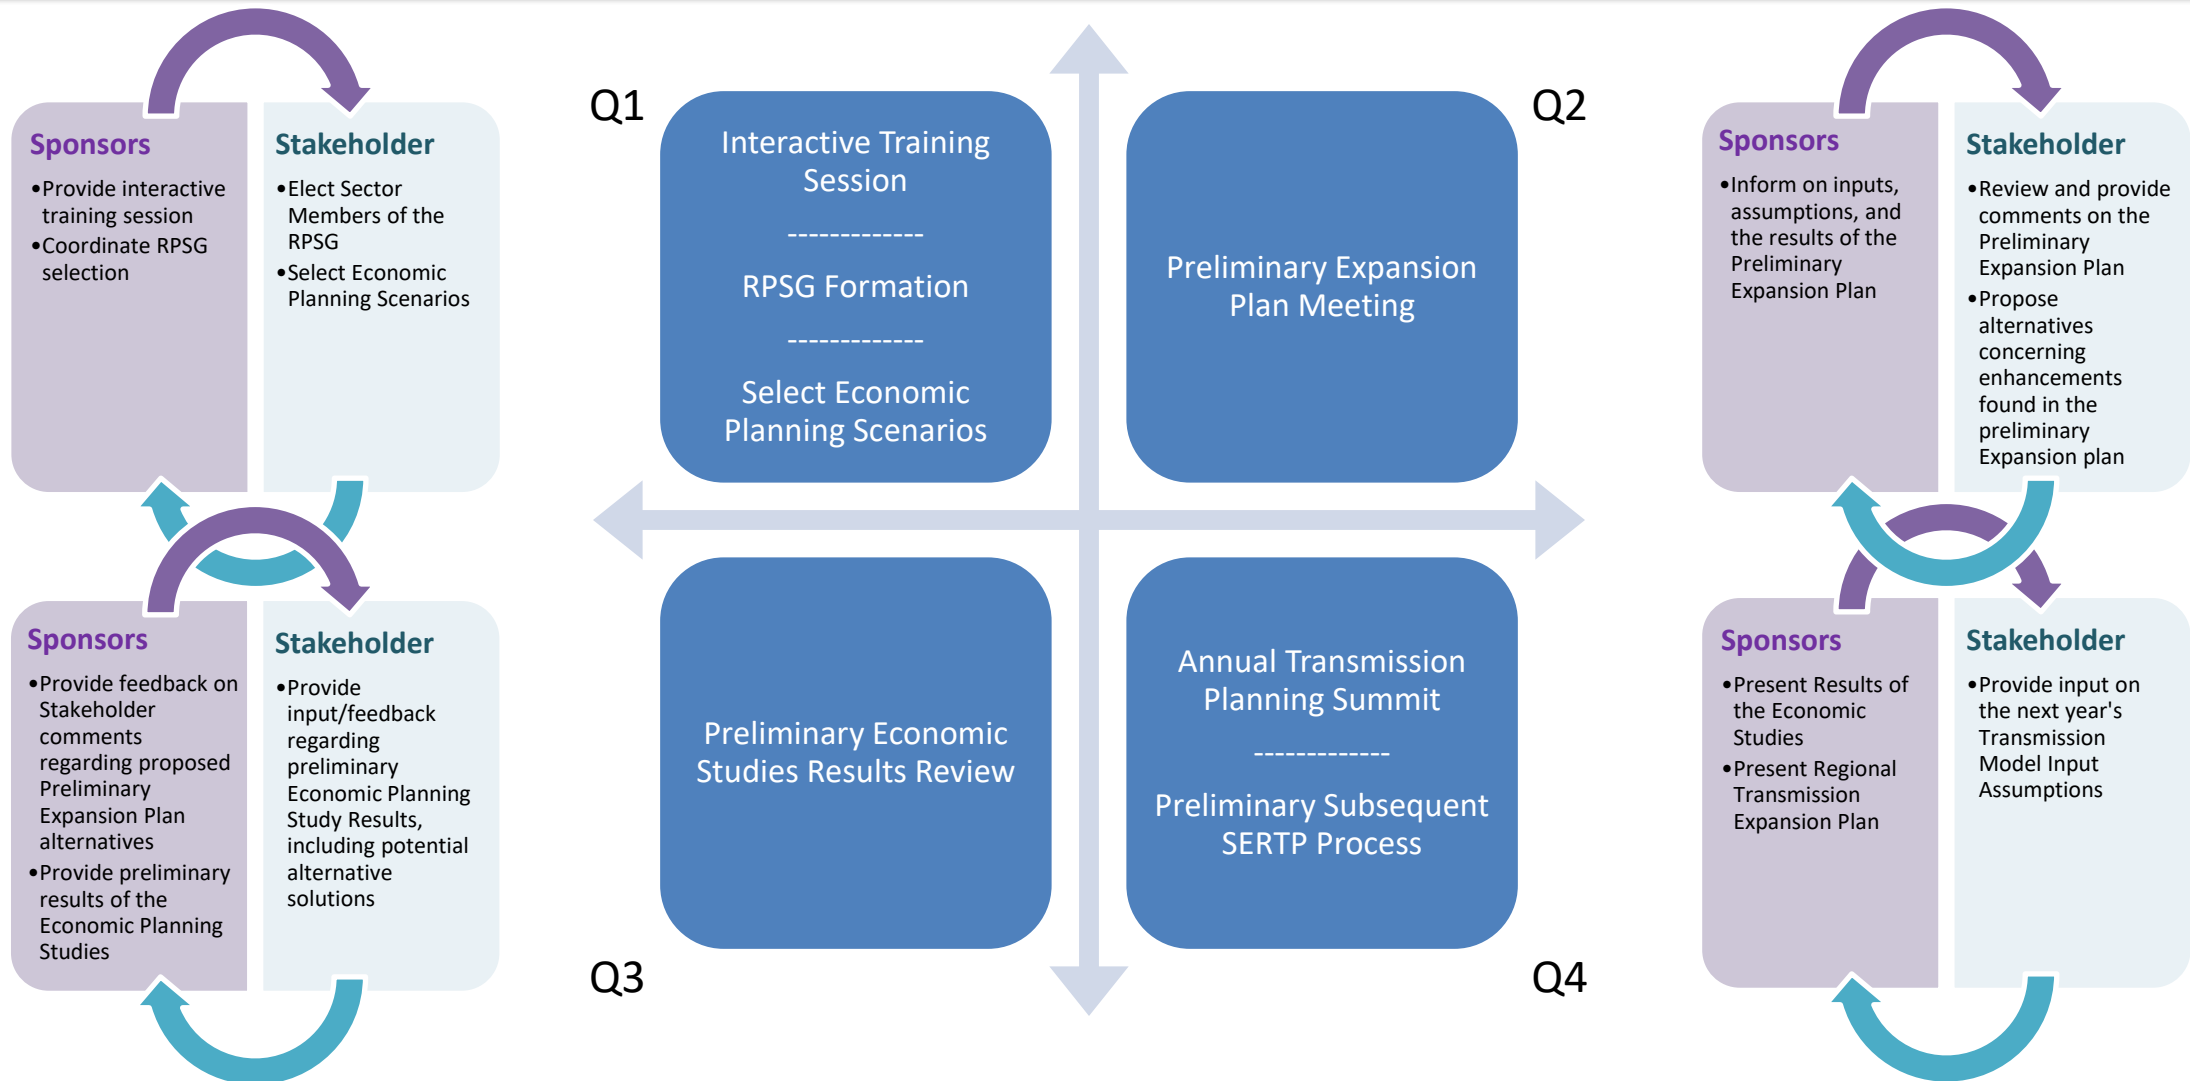 Sponsors
•Provide interactive
training session
•Coordinate RPSG
selection
Stakeholder
•Elect Sector
Members of the
RPSG
•Select Economic
Planning Scenarios
Q1
Interactive Training
Session
-------------
RPSG Formation
-------------
Select Economic
Planning Scenarios
Q2
Preliminary Expansion
Plan Meeting
Sponsors
•Inform on inputs,
assumptions, and
the results of the
Preliminary
Expansion Plan
Stakeholder
•Review and provide
comments on the
Preliminary
Expansion Plan
•Propose
alternatives
concerning
enhancements
found in the
preliminary
Expansion plan
Sponsors
•Provide feedback on
Stakeholder
comments
regarding proposed
Preliminary
Expansion Plan
alternatives
•Provide preliminary
results of the
Economic Planning
Studies
Stakeholder
•Provide
input/feedback
regarding
preliminary
Economic Planning
Study Results,
including potential
alternative
solutions
Q3
Preliminary Economic
Studies Results Review
Q4
Annual Transmission
Planning Summit
-------------
Preliminary Subsequent
SERTP Process
Sponsors
•Present Results of
the Economic
Studies
•Present Regional
Transmission
Expansion Plan
Stakeholder
•Provide input on
the next year's
Transmission
Model Input
Assumptions